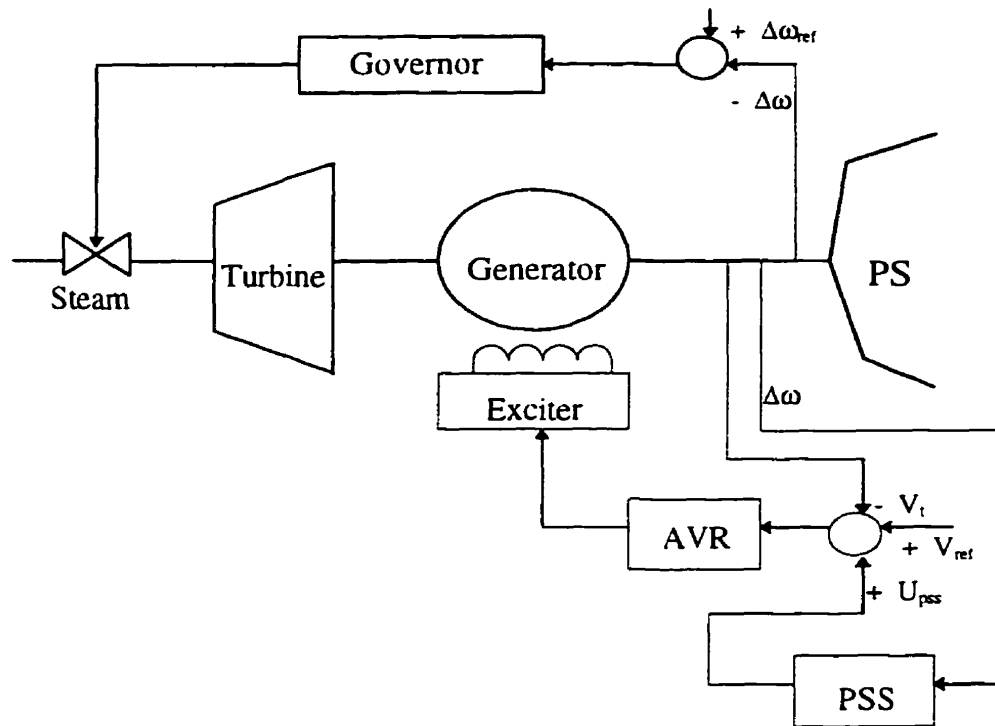 + Δω_ref
Governor
- Δω
Generator
PS
Turbine
Steam
Δω
Exciter
- V_t
AVR
+ V_ref
+ U_pss
PSS